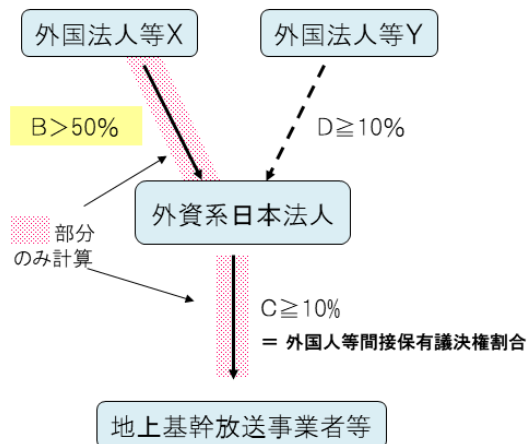 外国法人等X
外国法人等Y
B>50%
D≧10%
外資系日本法人
部分
のみ計算
C≧10%
= 外国人等間接保有議決権割合
地上基幹放送事業者等